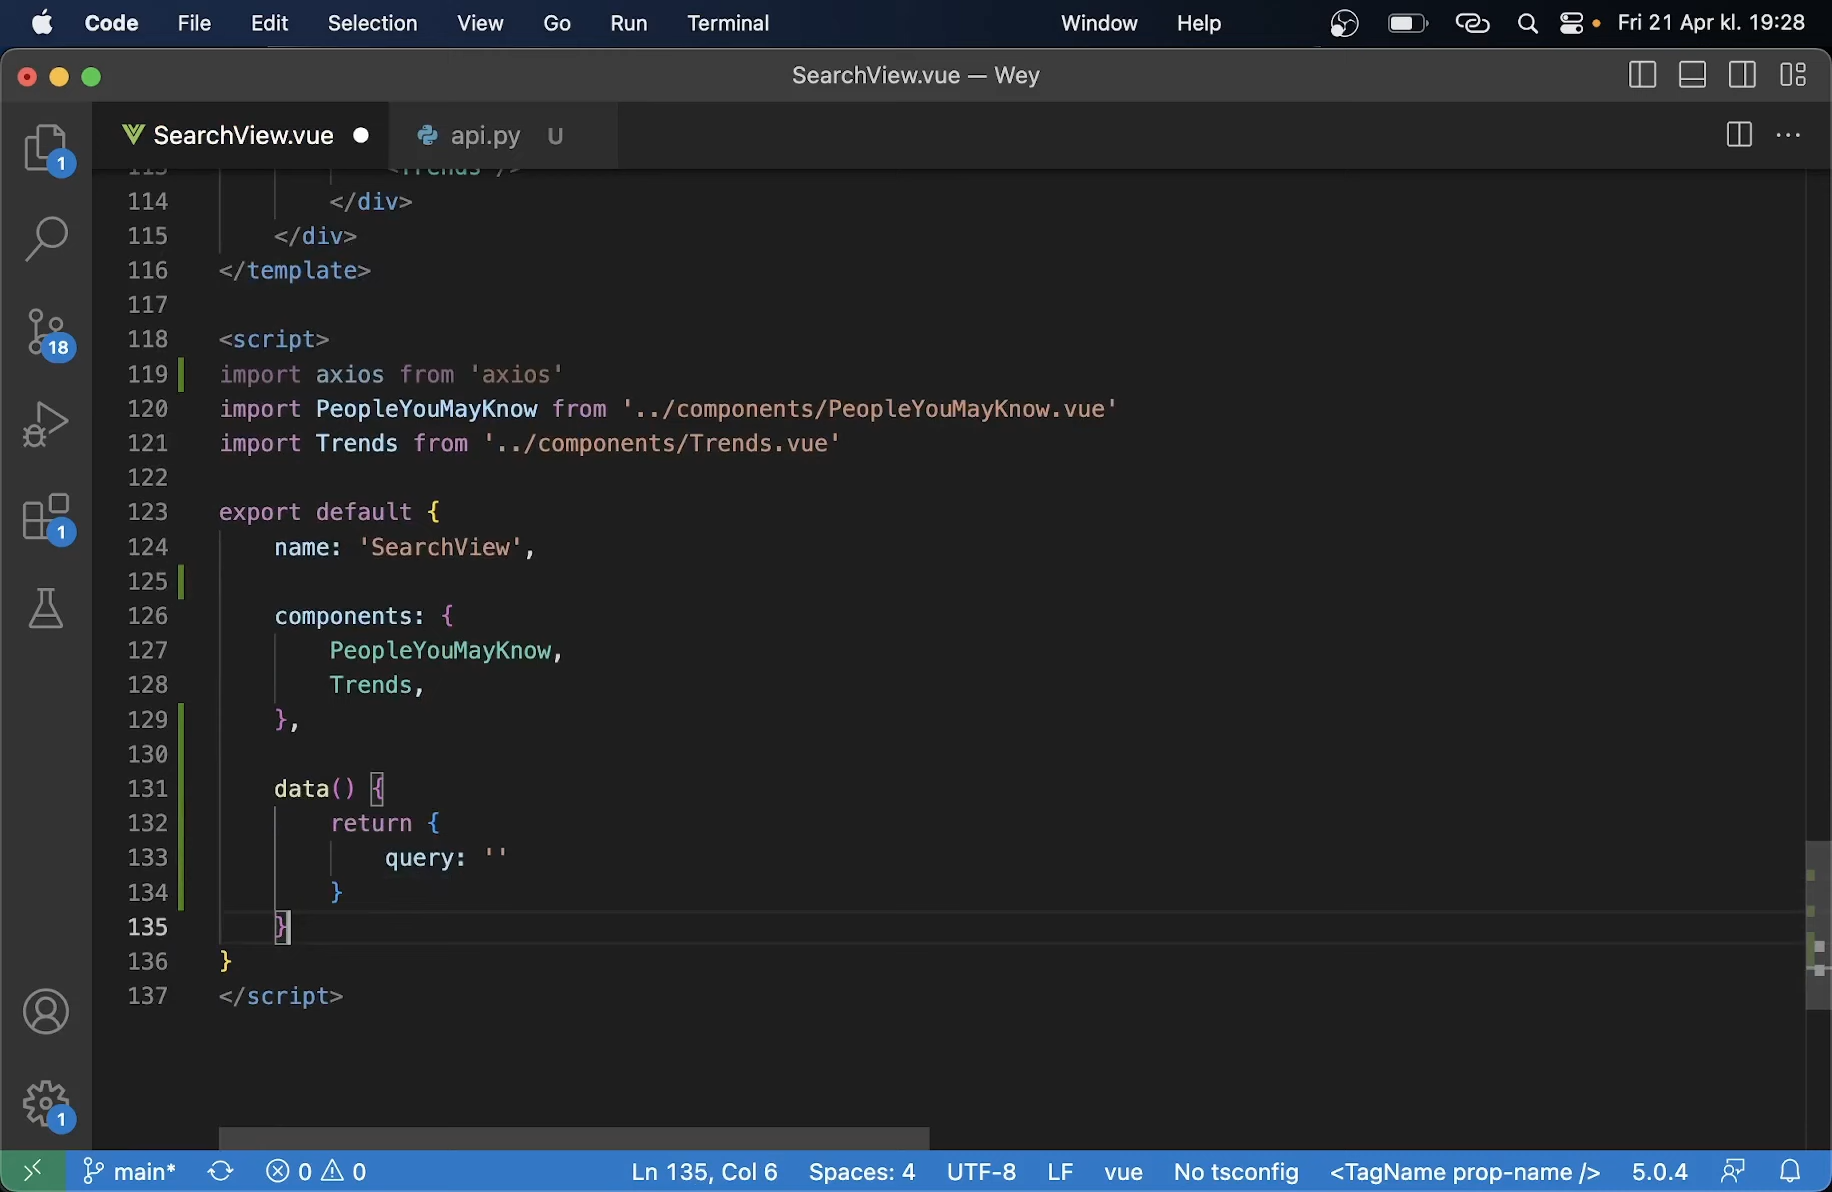 Code File Edit Selection View Go Run Terminal Window Help Fri 21 Apr kl. 19:28
SearchView.vue — Wey
SearchView.vue api.py U
113 <Trends />
114 </div>
115 </div>
116 </template>
117
118 <script>
119 import axios from 'axios'
120 import PeopleYouMayKnow from '../components/PeopleYouMayKnow.vue'
121 import Trends from '../components/Trends.vue'
122
123 export default {
124 name: 'SearchView',
125
126 components: {
127 PeopleYouMayKnow,
128 Trends,
129 },
130
131 data() {
132 return {
133 query: ''
134 }
135 }
136 }
137 </script>
1
18
1
1
main* 0 0 Ln 135, Col 6 Spaces: 4 UTF-8 LF vue No tsconfig <TagName prop-name /> 5.0.4